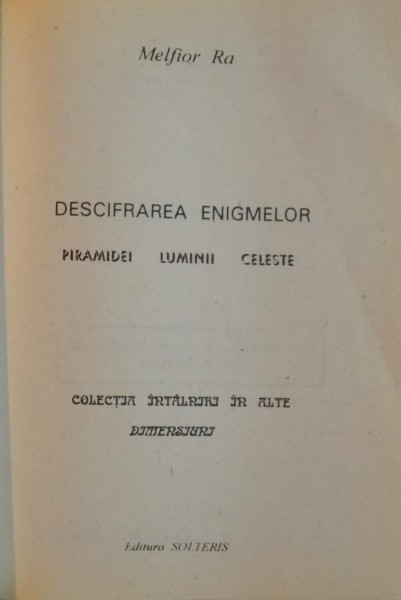 Melfior Ra
DESCIFRAREA ENIGMELOR
PIRAMIDEI LUMINII CELESTE
COLECȚIA ÎNTÂLNIRI ÎN ALTE
DIMENSIUNI
Editura SOLTERIS